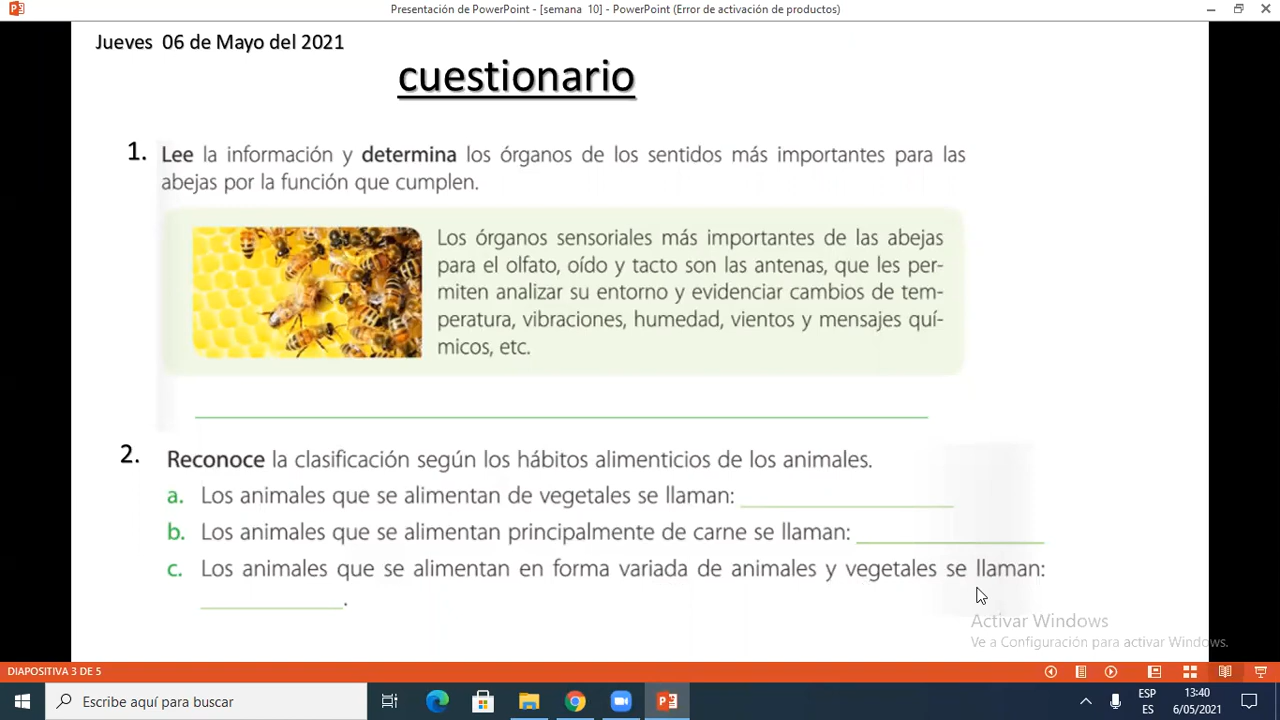 Presentación de PowerPoint - [semana  10] - PowerPoint (Error de activación de productos)
Jueves  06 de Mayo del 2021
cuestionario
1. Lee la información y determina los órganos de los sentidos más importantes para las
abejas por la función que cumplen.
Los órganos sensoriales más importantes de las abejas
para el olfato, oído y tacto son las antenas, que les per-
miten analizar su entorno y evidenciar cambios de tem-
peratura, vibraciones, humedad, vientos y mensajes quí-
micos, etc.
2. Reconoce la clasificación según los hábitos alimenticios de los animales.
a. Los animales que se alimentan de vegetales se llaman:
b. Los animales que se alimentan principalmente de carne se llaman:
c. Los animales que se alimentan en forma variada de animales y vegetales se llaman:
.
Activar Windows
Ve a Configuración para activar Windows.
DIAPOSITIVA 3 DE 5
Escribe aquí para buscar
ESP
ES
13:40
6/05/2021